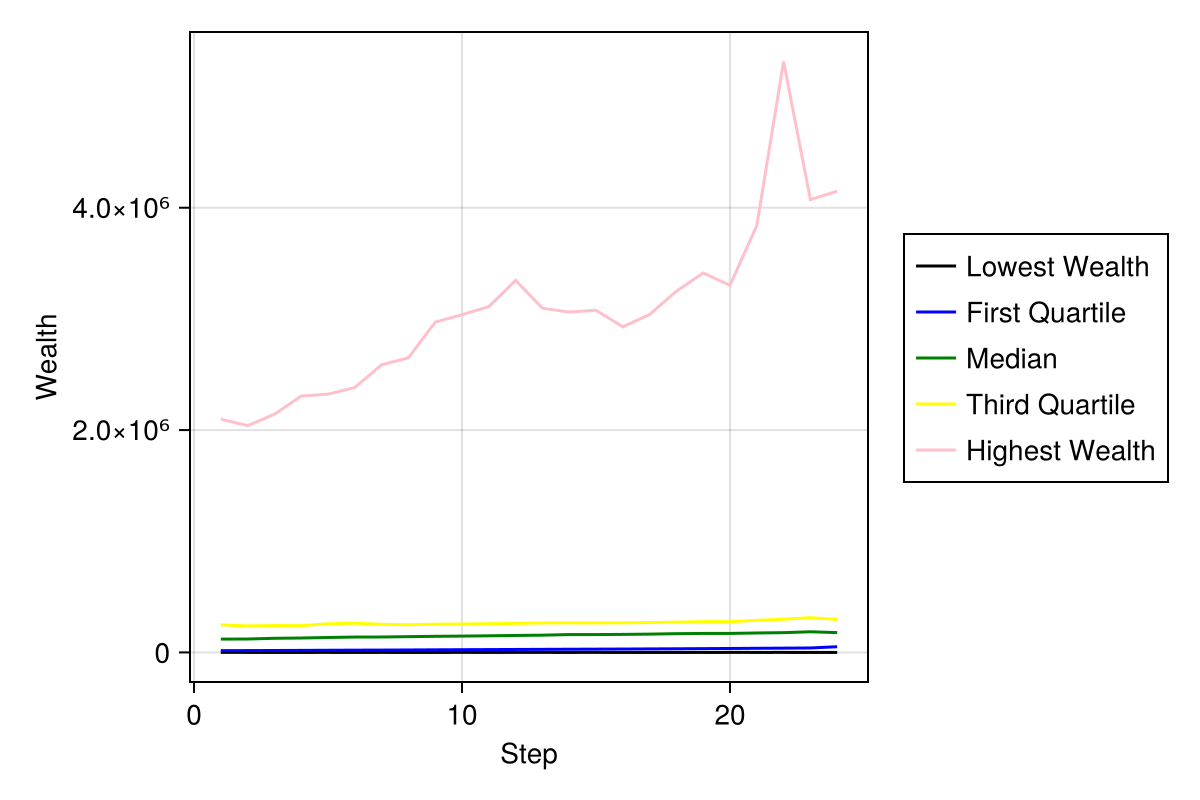 Wealth
4.0×10⁶
2.0×10⁶
0
0 10 20
Step
Lowest Wealth
First Quartile
Median
Third Quartile
Highest Wealth